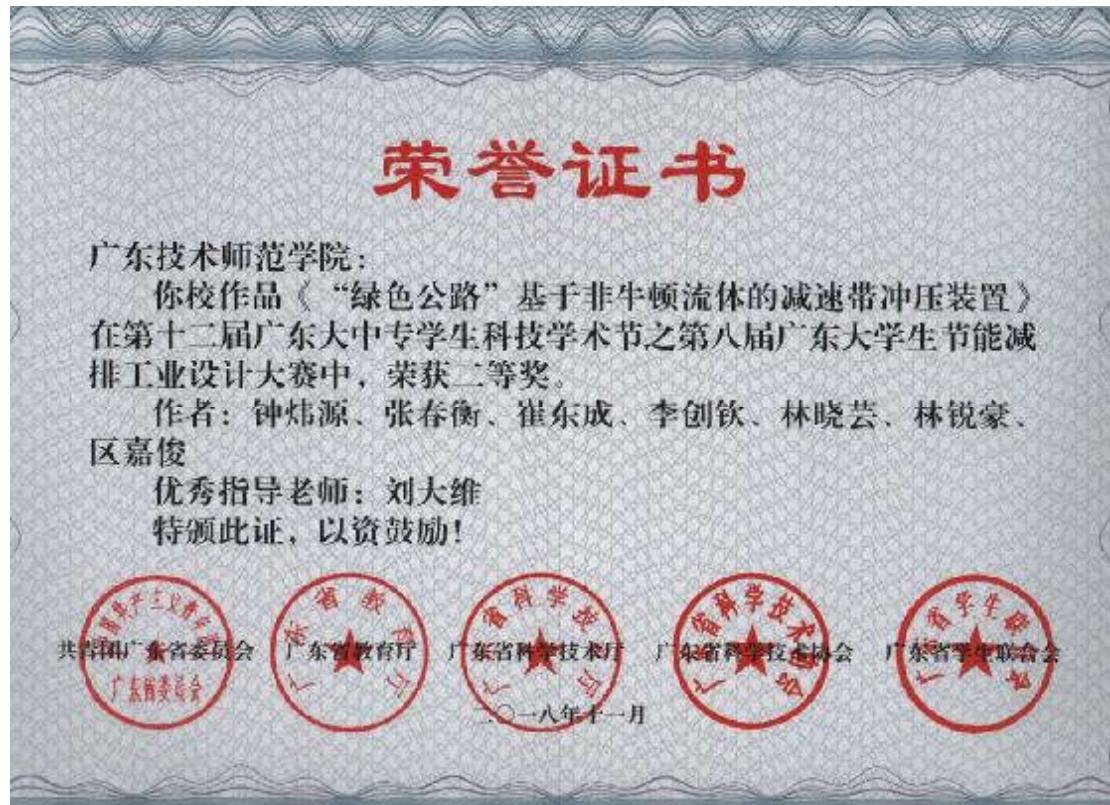 荣誉证书
广东技术师范学院：
你校作品《“绿色公路”基于非牛顿流体的减速带冲压装置》
在第十二届广东大中专学生科技学术节之第八届广东大学生节能减
排工业设计大赛中，荣获二等奖。
作者：钟炜源、张春衡、崔东成、李创钦、林晓芸、林锐豪、
区嘉俊
优秀指导老师：刘大维
特颁此证，以资鼓励！
共青团广东省委员会 广东省教育厅 广东省科学技术厅 广东省科学技术协会 广东省学生联合会
广东省委员会
二〇一八年十一月